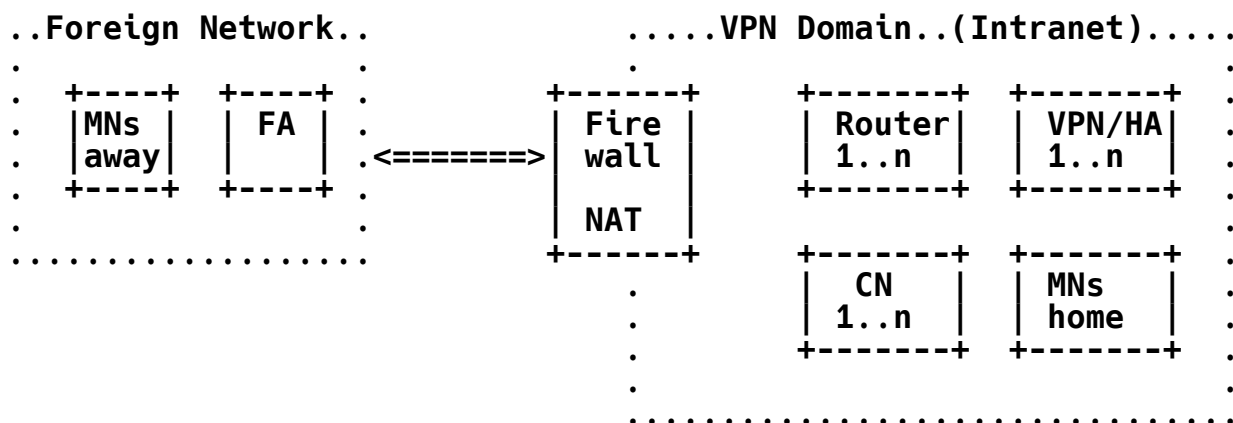 ..Foreign Network..             .....VPN Domain..(Intranet).....
.                 .             .                              .
.  +----+  +----+ .         +------+     +-------+  +-------+  .
.  |MNs |  | FA | .         | Fire |     | Router|  | VPN/HA|  .
.  |away|  |    | .<=======>| wall |     | 1..n  |  | 1..n  |  .
.  +----+  +----+ .         |      |     +-------+  +-------+  .
.                 .         | NAT  |                           .
...................         +------+     +-------+  +-------+  .
                                .        |  CN   |  | MNs   |  .
                                .        | 1..n  |  | home  |  .
                                .        +-------+  +-------+  .
                                .                              .
                                ................................